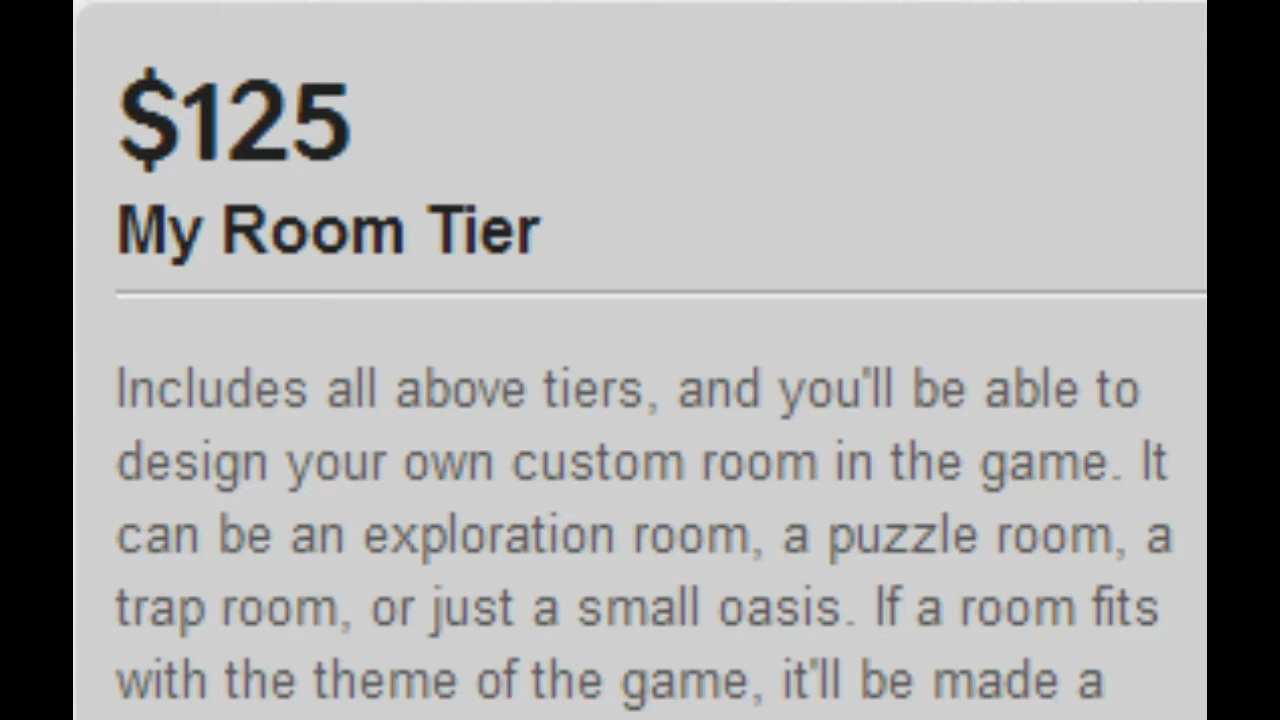 $125
My Room Tier
Includes all above tiers, and you'll be able to
design your own custom room in the game. It
can be an exploration room, a puzzle room, a
trap room, or just a small oasis. If a room fits
with the theme of the game, it'll be made a